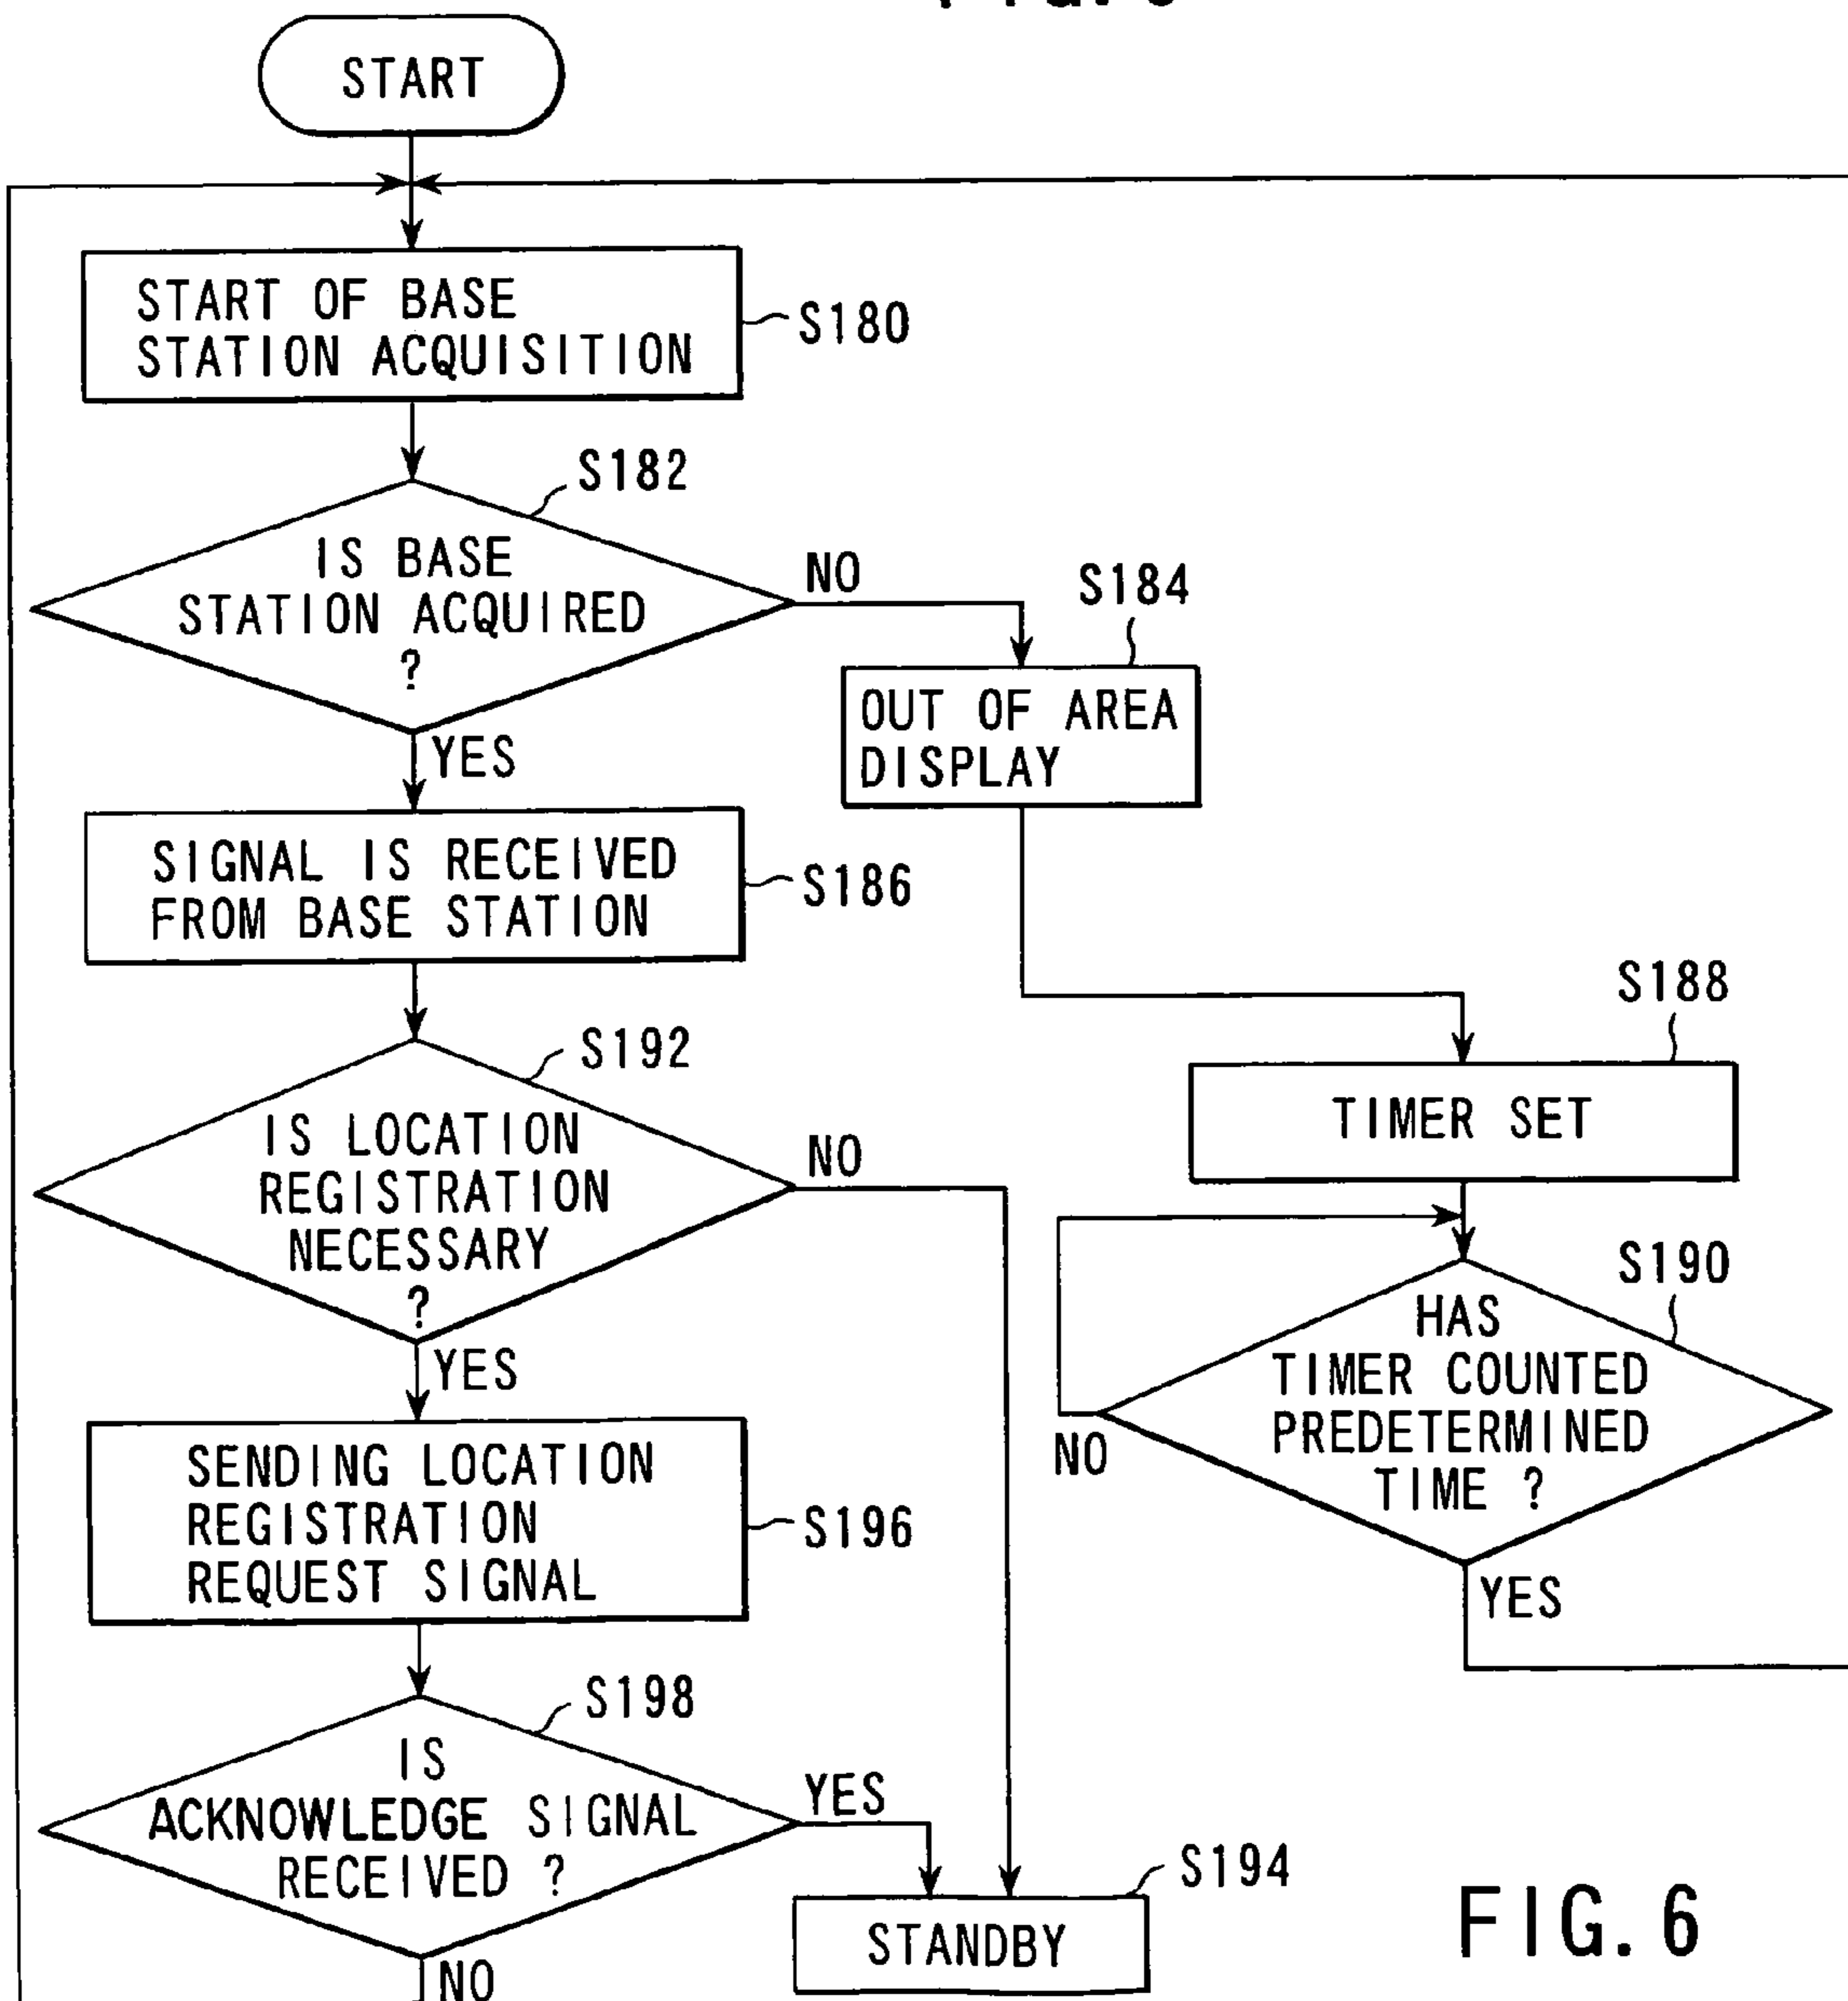 START
START OF BASE
STATION ACQUISITION
S180
S182
IS BASE
STATION ACQUIRED
?
NO
YES
S184
OUT OF AREA
DISPLAY
SIGNAL IS RECEIVED
FROM BASE STATION
S186
S188
TIMER SET
S192
IS LOCATION
REGISTRATION
NECESSARY
?
NO
YES
S190
HAS
TIMER COUNTED
PREDETERMINED
TIME ?
NO
YES
SENDING LOCATION
REGISTRATION
REQUEST SIGNAL
S196
S198
IS
ACKNOWLEDGE SIGNAL
RECEIVED ?
YES
NO
S194
STANDBY
FIG. 6